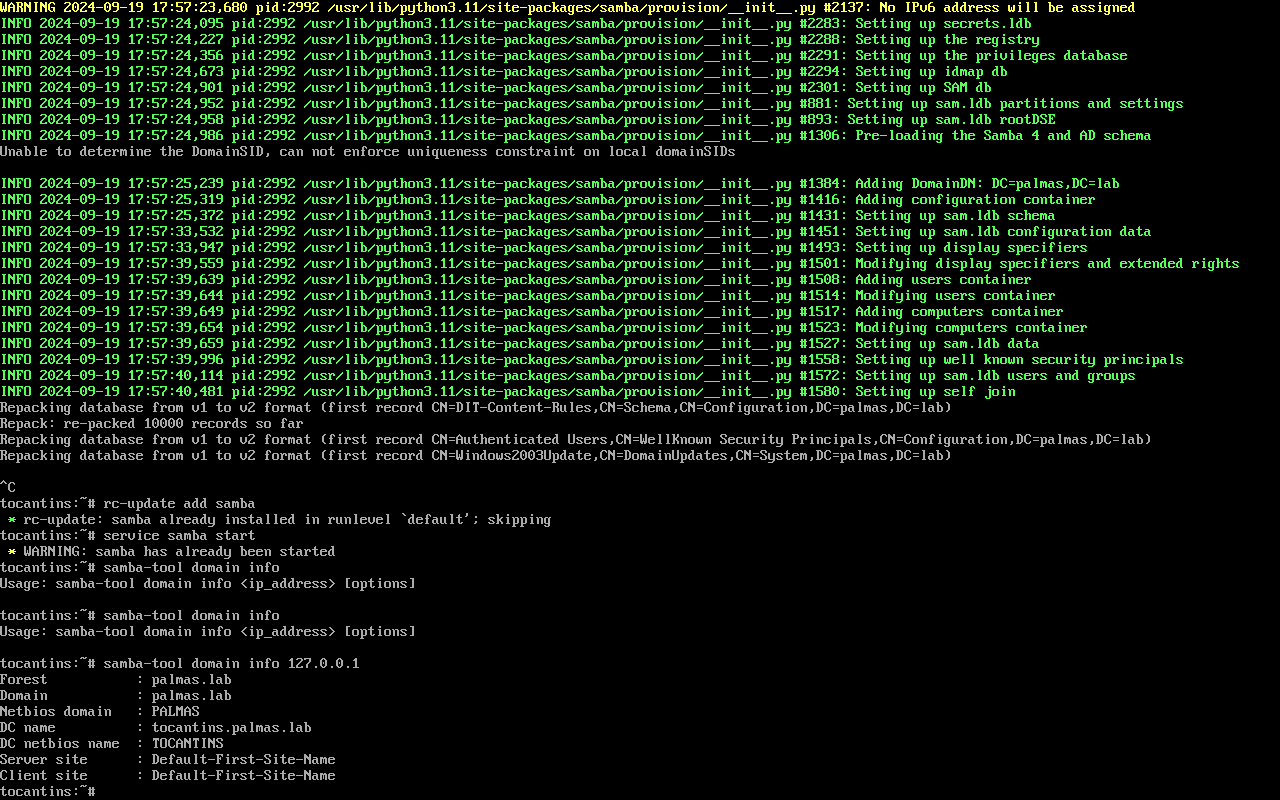 WARNING 2024-09-19 17:57:23,680 pid:2992 /usr/lib/python3.11/site-packages/samba/provision/__init__.py #2137: No IPv6 address will be assigned
INFO 2024-09-19 17:57:24,095 pid:2992 /usr/lib/python3.11/site-packages/samba/provision/__init__.py #2283: Setting up secrets.ldb
INFO 2024-09-19 17:57:24,227 pid:2992 /usr/lib/python3.11/site-packages/samba/provision/__init__.py #2288: Setting up the registry
INFO 2024-09-19 17:57:24,356 pid:2992 /usr/lib/python3.11/site-packages/samba/provision/__init__.py #2291: Setting up the privileges database
INFO 2024-09-19 17:57:24,673 pid:2992 /usr/lib/python3.11/site-packages/samba/provision/__init__.py #2294: Setting up idmap db
INFO 2024-09-19 17:57:24,901 pid:2992 /usr/lib/python3.11/site-packages/samba/provision/__init__.py #2301: Setting up SAM db
INFO 2024-09-19 17:57:24,952 pid:2992 /usr/lib/python3.11/site-packages/samba/provision/__init__.py #881: Setting up sam.ldb partitions and settings
INFO 2024-09-19 17:57:24,958 pid:2992 /usr/lib/python3.11/site-packages/samba/provision/__init__.py #893: Setting up sam.ldb rootDSE
INFO 2024-09-19 17:57:24,986 pid:2992 /usr/lib/python3.11/site-packages/samba/provision/__init__.py #1306: Pre-loading the Samba 4 and AD schema
Unable to determine the DomainSID, can not enforce uniqueness constraint on local domainSIDs
INFO 2024-09-19 17:57:25,239 pid:2992 /usr/lib/python3.11/site-packages/samba/provision/__init__.py #1384: Adding DomainDN: DC=palmas,DC=lab
INFO 2024-09-19 17:57:25,319 pid:2992 /usr/lib/python3.11/site-packages/samba/provision/__init__.py #1416: Adding configuration container
INFO 2024-09-19 17:57:25,372 pid:2992 /usr/lib/python3.11/site-packages/samba/provision/__init__.py #1431: Setting up sam.ldb schema
INFO 2024-09-19 17:57:33,532 pid:2992 /usr/lib/python3.11/site-packages/samba/provision/__init__.py #1451: Setting up sam.ldb configuration data
INFO 2024-09-19 17:57:33,947 pid:2992 /usr/lib/python3.11/site-packages/samba/provision/__init__.py #1493: Setting up display specifiers
INFO 2024-09-19 17:57:39,559 pid:2992 /usr/lib/python3.11/site-packages/samba/provision/__init__.py #1501: Modifying display specifiers and extended rights
INFO 2024-09-19 17:57:39,639 pid:2992 /usr/lib/python3.11/site-packages/samba/provision/__init__.py #1508: Adding users container
INFO 2024-09-19 17:57:39,644 pid:2992 /usr/lib/python3.11/site-packages/samba/provision/__init__.py #1514: Modifying users container
INFO 2024-09-19 17:57:39,649 pid:2992 /usr/lib/python3.11/site-packages/samba/provision/__init__.py #1517: Adding computers container
INFO 2024-09-19 17:57:39,654 pid:2992 /usr/lib/python3.11/site-packages/samba/provision/__init__.py #1523: Modifying computers container
INFO 2024-09-19 17:57:39,659 pid:2992 /usr/lib/python3.11/site-packages/samba/provision/__init__.py #1527: Setting up sam.ldb data
INFO 2024-09-19 17:57:39,996 pid:2992 /usr/lib/python3.11/site-packages/samba/provision/__init__.py #1558: Setting up well known security principals
INFO 2024-09-19 17:57:40,114 pid:2992 /usr/lib/python3.11/site-packages/samba/provision/__init__.py #1572: Setting up sam.ldb users and groups
INFO 2024-09-19 17:57:40,481 pid:2992 /usr/lib/python3.11/site-packages/samba/provision/__init__.py #1580: Setting up self join
Repacking database from v1 to v2 format (first record CN=DIT-Content-Rules,CN=Schema,CN=Configuration,DC=palmas,DC=lab)
Repack: re-packed 10000 records so far
Repacking database from v1 to v2 format (first record CN=Authenticated Users,CN=WellKnown Security Principals,CN=Configuration,DC=palmas,DC=lab)
Repacking database from v1 to v2 format (first record CN=Windows2003Update,CN=DomainUpdates,CN=System,DC=palmas,DC=lab)
^C
tocantins:~# rc-update add samba
 * rc-update: samba already installed in runlevel `default'; skipping
tocantins:~# service samba start
 * WARNING: samba has already been started
tocantins:~# samba-tool domain info
Usage: samba-tool domain info <ip_address> [options]
tocantins:~# samba-tool domain info
Usage: samba-tool domain info <ip_address> [options]
tocantins:~# samba-tool domain info 127.0.0.1
Forest           : palmas.lab
Domain           : palmas.lab
Netbios domain   : PALMAS
DC name          : tocantins.palmas.lab
DC netbios name  : TOCANTINS
Server site      : Default-First-Site-Name
Client site      : Default-First-Site-Name
tocantins:~#